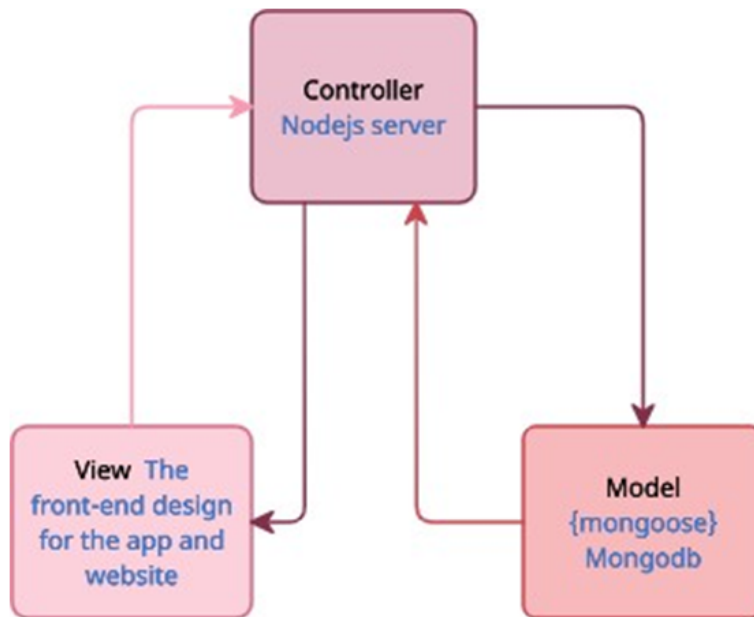 Controller
Nodejs server
View The
front-end design
for the app and
website
Model
{mongoose}
Mongodb